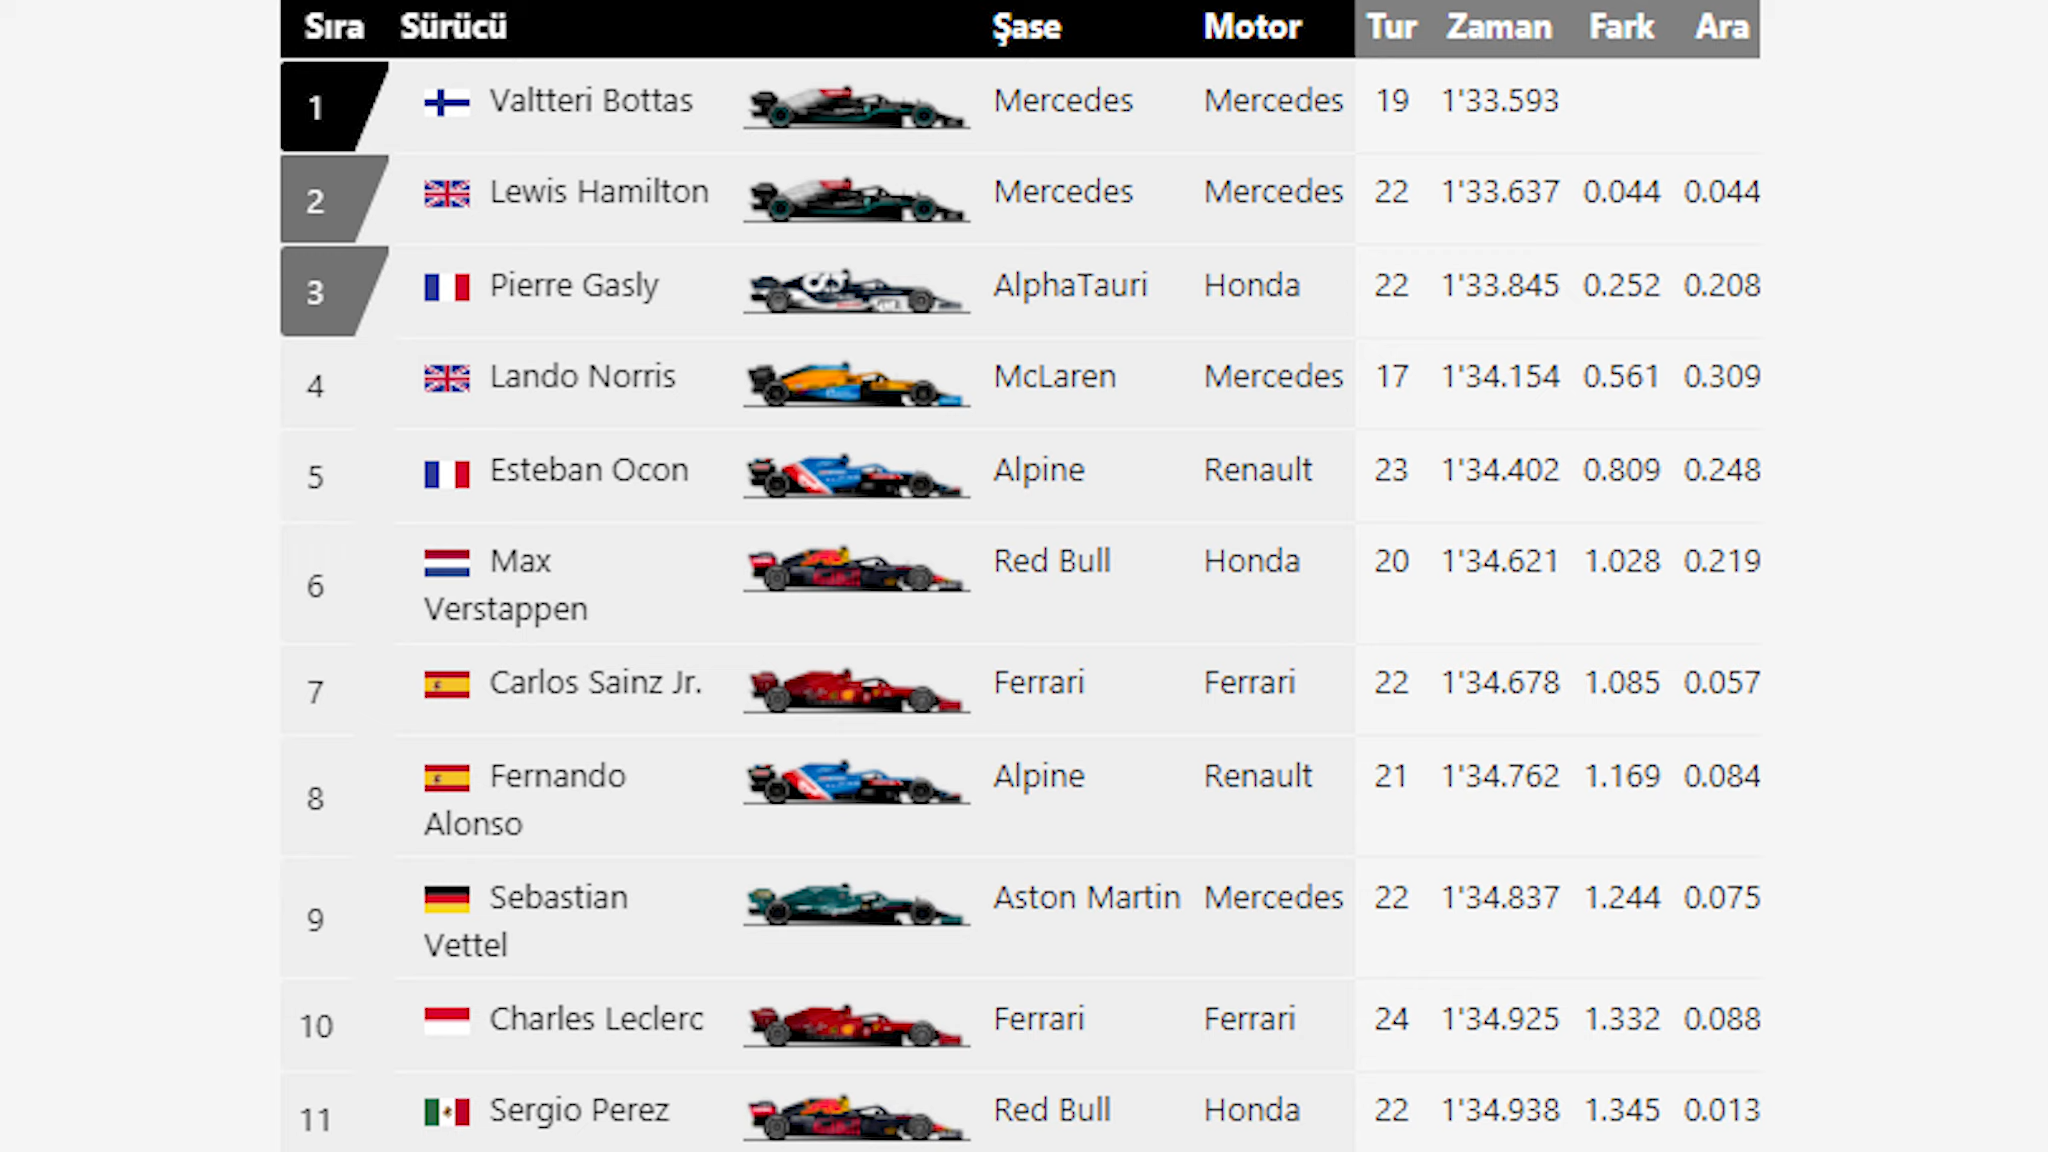 Sıra Sürücü Şase Motor Tur Zaman Fark Ara
1 Valtteri Bottas Mercedes Mercedes 19 1'33.593
2 Lewis Hamilton Mercedes Mercedes 22 1'33.637 0.044 0.044
3 Pierre Gasly AlphaTauri Honda 22 1'33.845 0.252 0.208
4 Lando Norris McLaren Mercedes 17 1'34.154 0.561 0.309
5 Esteban Ocon Alpine Renault 23 1'34.402 0.809 0.248
6 Max Red Bull Honda 20 1'34.621 1.028 0.219
Verstappen
7 Carlos Sainz Jr. Ferrari Ferrari 22 1'34.678 1.085 0.057
8 Fernando Alpine Renault 21 1'34.762 1.169 0.084
Alonso
9 Sebastian Aston Martin Mercedes 22 1'34.837 1.244 0.075
Vettel
10 Charles Leclerc Ferrari Ferrari 24 1'34.925 1.332 0.088
11 Sergio Perez Red Bull Honda 22 1'34.938 1.345 0.013